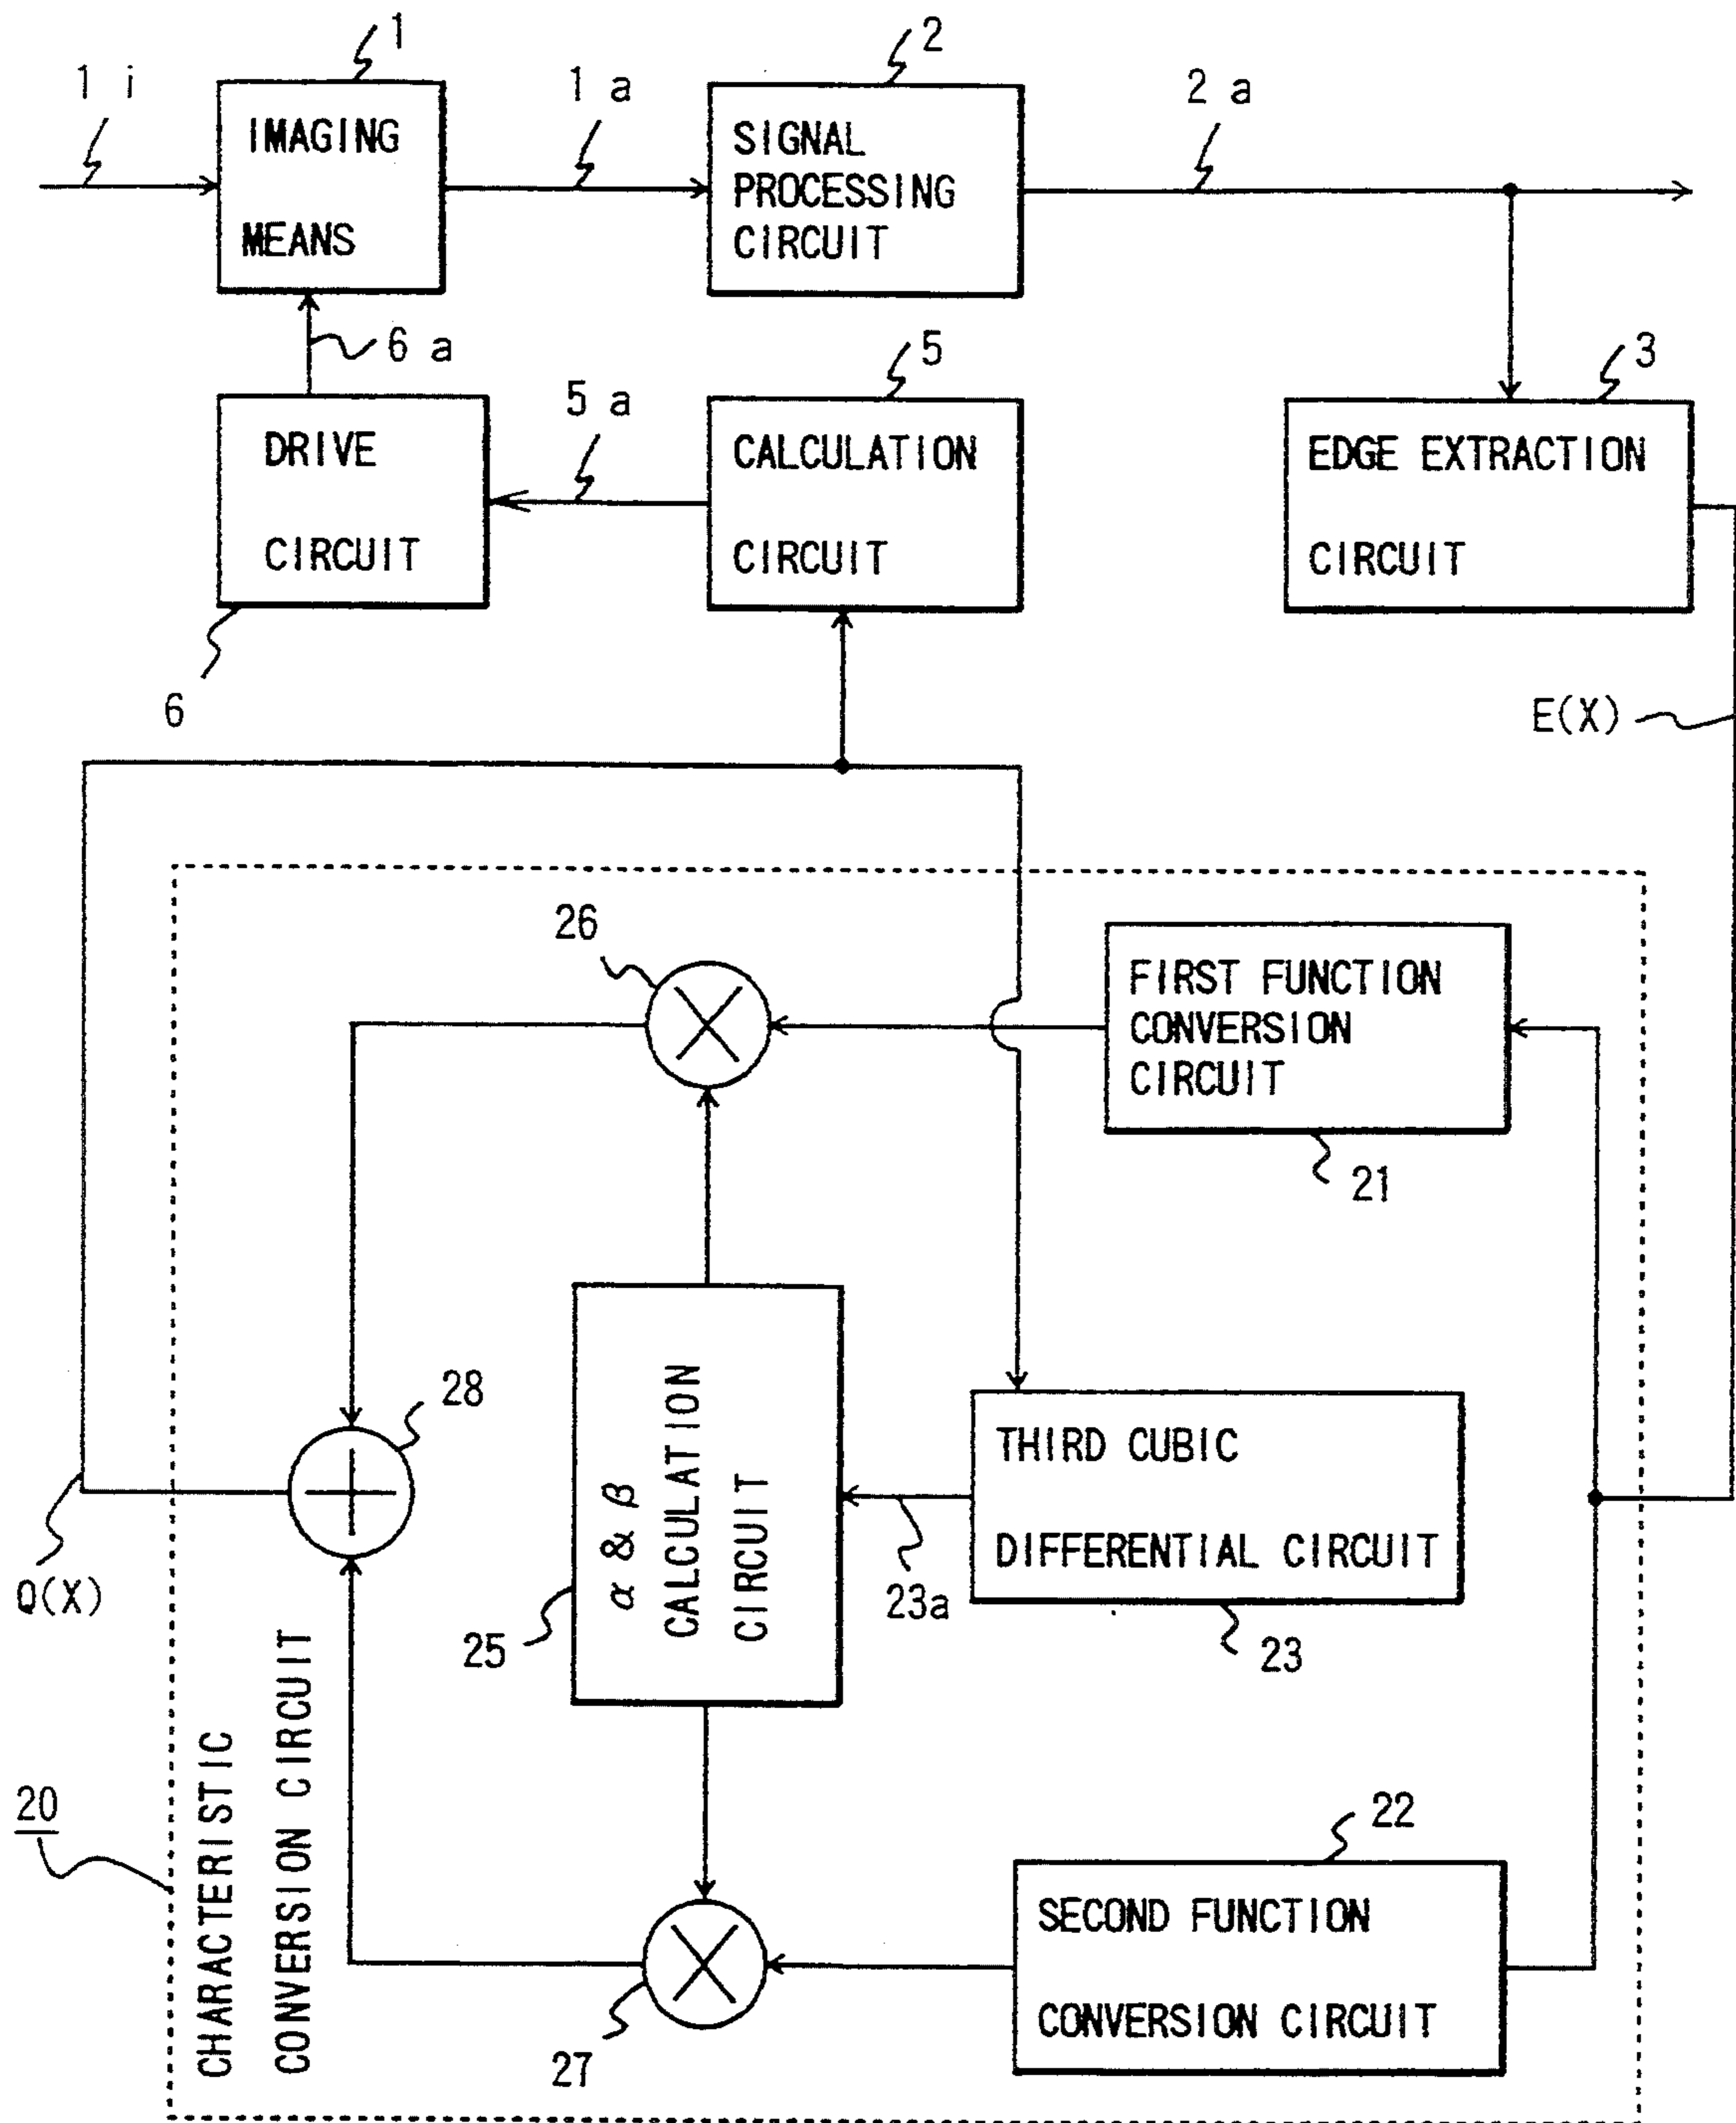 1
2
1 i
1 a
2 a
IMAGING
MEANS
SIGNAL
PROCESSING
CIRCUIT
6 a
5
3
5 a
DRIVE
CIRCUIT
CALCULATION
CIRCUIT
EDGE EXTRACTION
CIRCUIT
6
E(X)
26
FIRST FUNCTION
CONVERSION
CIRCUIT
21
28
α & β
CALCULATION
CIRCUIT
THIRD CUBIC
DIFFERENTIAL CIRCUIT
Q(X)
25
23a
23
CHARACTERISTIC
CONVERSION CIRCUIT
20
22
SECOND FUNCTION
CONVERSION CIRCUIT
27